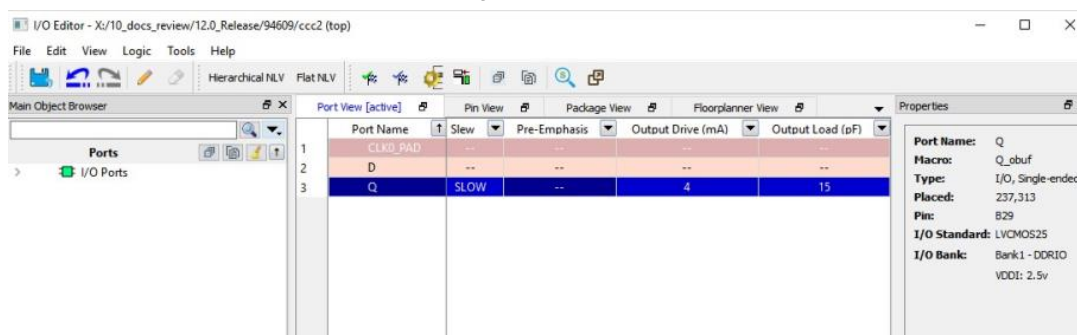 I/O Editor - X:/10_docs_review/12.0_Release/94609/ccc2 (top)
File Edit View Logic Tools Help
Hierarchical NLV Flat NLV
Main Object Browser
Ports
I/O Ports
Port View [active] Pin View Package View Floorplanner View
Port Name Slew Pre-Emphasis Output Drive (mA) Output Load (pF)
1 CLK0_PAD -- -- -- --
2 D -- -- -- --
3 Q SLOW -- 4 15
Properties
Port Name: Q
Macro: Q_obuf
Type: I/O, Single-ended
Placed: 237,313
Pin: B29
I/O Standard: LVCMOS25
I/O Bank: Bank1 - DDRIO
VDDI: 2.5v